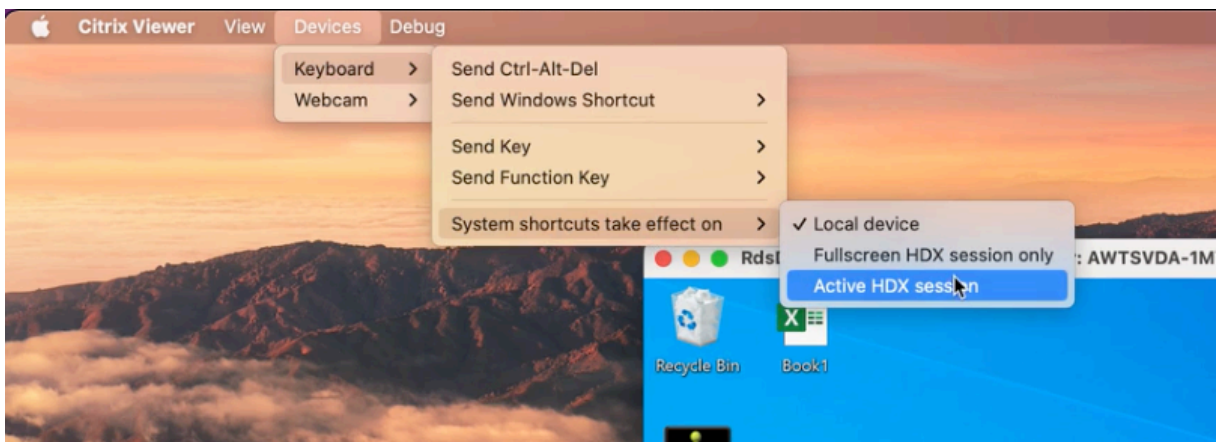 Citrix Viewer View Devices Debug
Keyboard
Webcam
Send Ctrl-Alt-Del
Send Windows Shortcut
Send Key
Send Function Key
System shortcuts take effect on
✓ Local device
Fullscreen HDX session only
Active HDX session
: AWTSVDA-1M
Recycle Bin
Book1